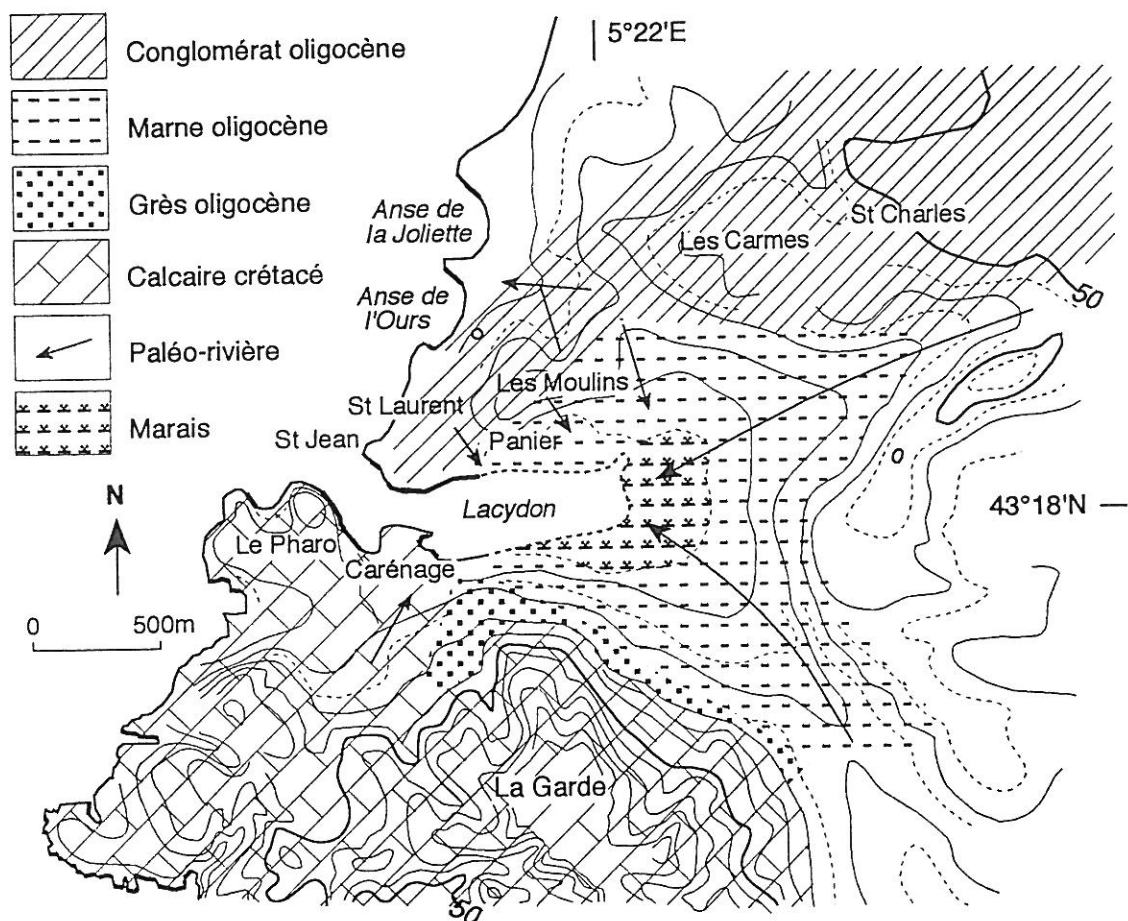 Conglomérat oligocène
Marne oligocène
Grès oligocène
Calcaire crétacé
Paléo-rivière
Marais
N
0 500m
5°22'E
Anse de
la Joliette
Anse de
l'Ours
St Charles
Les Carmes
50
Les Moulins
St Laurent
St Jean
Panier
Lacydon
43°18'N
Le Pharo
Carénage
La Garde
50